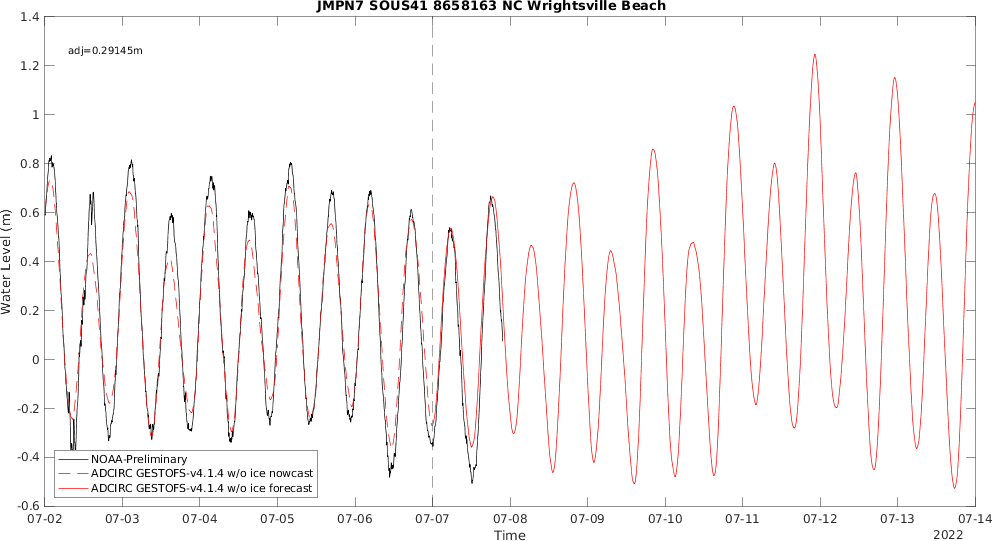 JMPN7 SOUS41 8658163 NC Wrightsville Beach
1.4
adj=0.29145m
1.2
1
0.8
0.6
0.4
0.2
0
-0.2
-0.4
-0.6
Water Level (m)
NOAA-Preliminary
ADCIRC GESTOFS-v4.1.4 w/o ice nowcast
ADCIRC GESTOFS-v4.1.4 w/o ice forecast
07-02 07-03 07-04 07-05 07-06 07-07 07-08 07-09 07-10 07-11 07-12 07-13 07-14
Time
2022